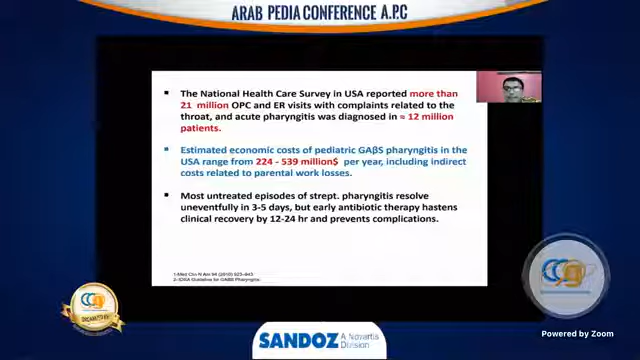 ARAB PEDIA CONFERENCE A.P.C
The National Health Care Survey in USA reported more than
21 million OPC and ER visits with complaints related to the
throat, and acute pharyngitis was diagnosed in ≈ 12 million
patients.
Estimated economic costs of pediatric GAβS pharyngitis in the
USA range from 224 - 539 million$ per year, including indirect
costs related to parental work losses.
Most untreated episodes of strept. pharyngitis resolve
uneventfully in 3-5 days, but early antibiotic therapy hastens
clinical recovery by 12-24 hr and prevents complications.
1-Med Clin N Am 94 (2010) 923–943
2-IDSA Guideline for GABS Pharyngitis
ORGANIZED BY
SANDOZ A Novartis
Division
Powered by Zoom